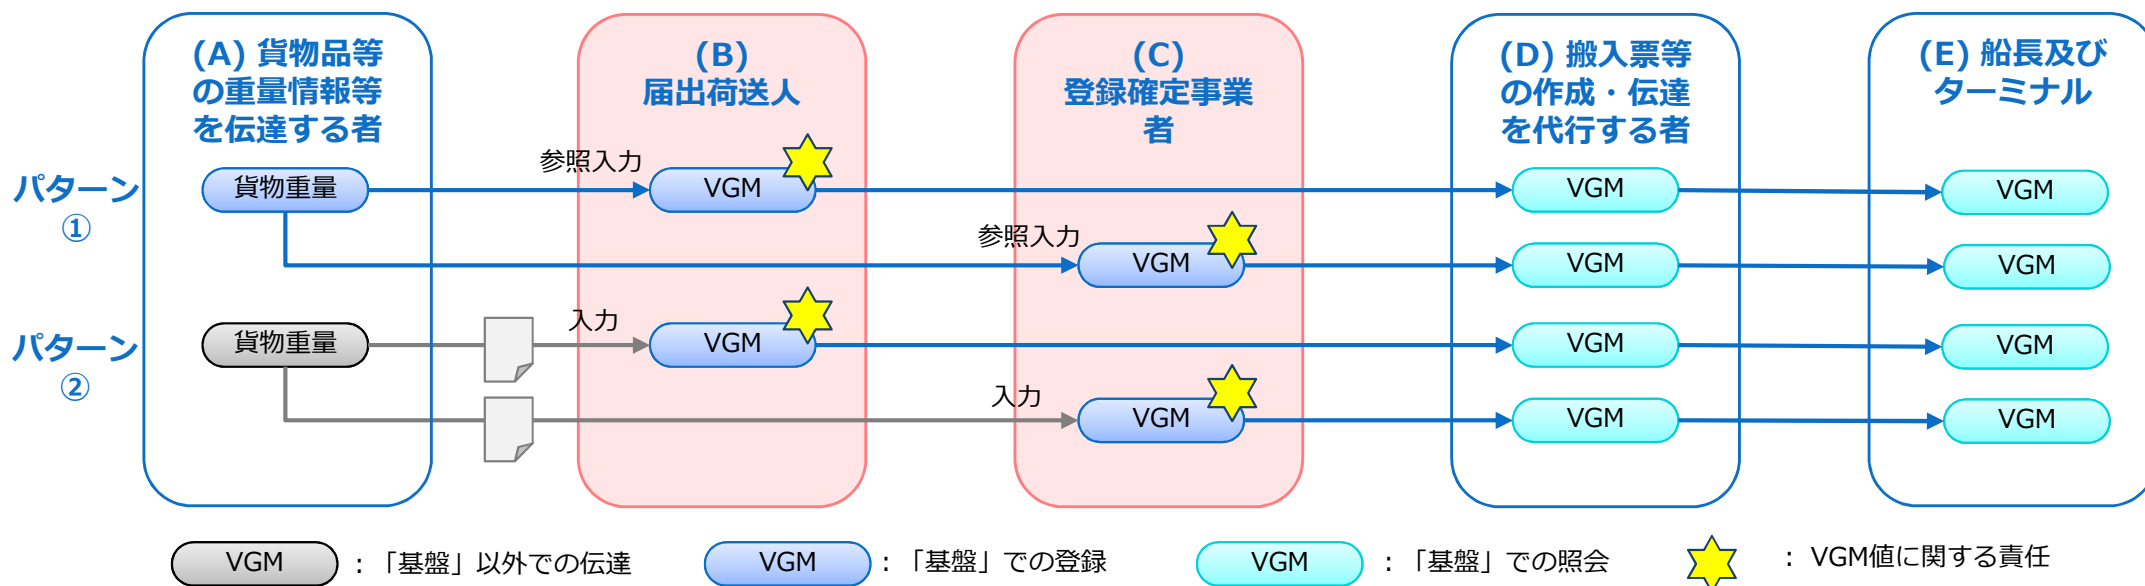 (A) 貨物品等
の重量情報等
を伝達する者
(B)
届出荷送人
(C)
登録確定事業
者
(D) 搬入票等
の作成・伝達
を代行する者
(E) 船長及び
ターミナル
パターン
①
貨物重量
参照入力
VGM
VGM
VGM
参照入力
VGM
VGM
VGM
パターン
②
貨物重量
入力
VGM
VGM
VGM
入力
VGM
VGM
VGM
VGM
：「基盤」以外での伝達
VGM
：「基盤」での登録
VGM
：「基盤」での照会
：VGM値に関する責任